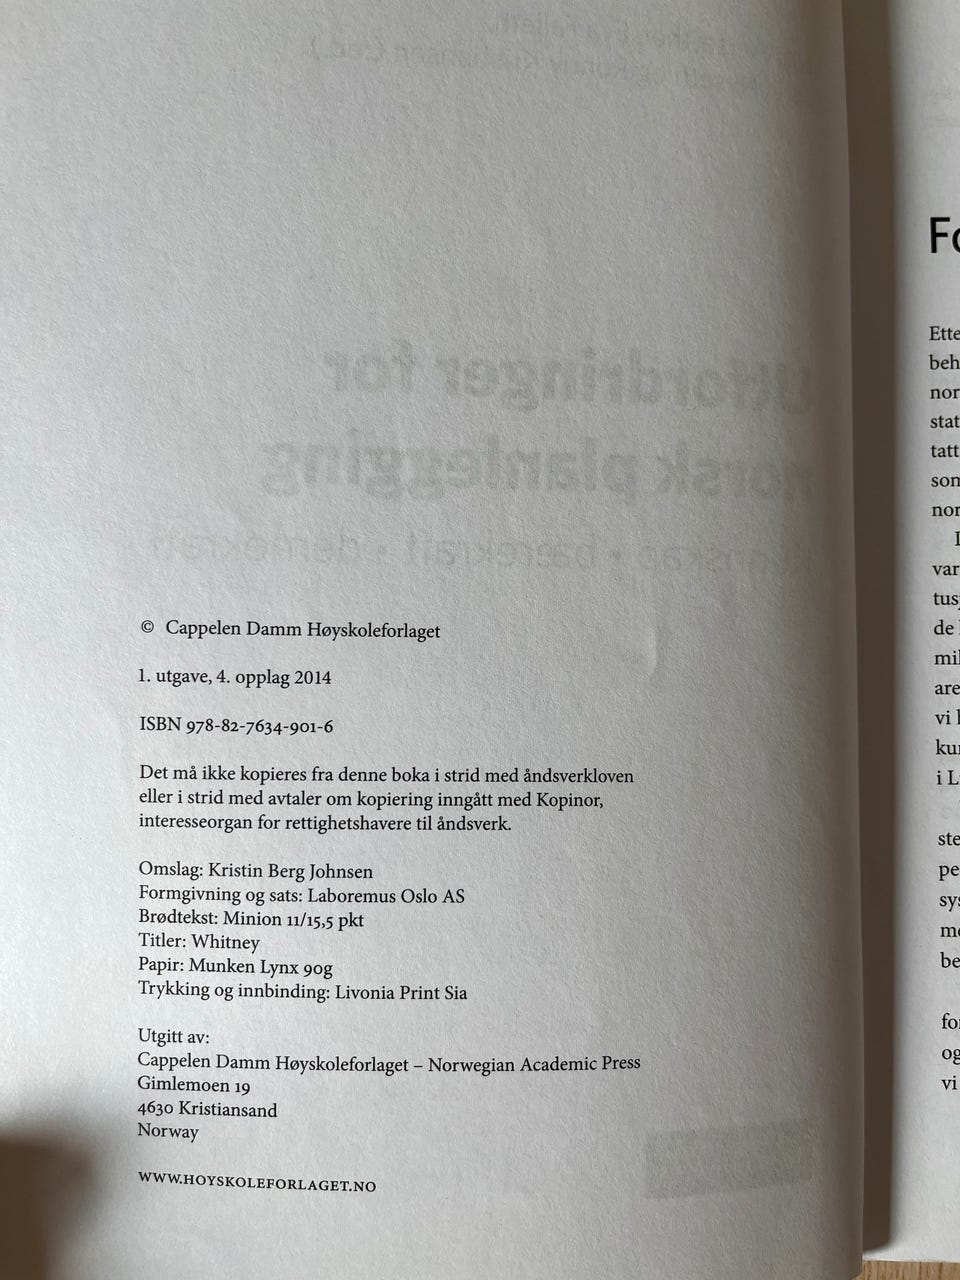 © Cappelen Damm Høyskoleforlaget
1. utgave, 4. opplag 2014
ISBN 978-82-7634-901-6
Det må ikke kopieres fra denne boka i strid med åndsverkloven
eller i strid med avtaler om kopiering inngått med Kopinor,
interesseorgan for rettighetshavere til åndsverk.
Omslag: Kristin Berg Johnsen
Formgivning og sats: Laboremus Oslo AS
Brødtekst: Minion 11/15,5 pkt
Titler: Whitney
Papir: Munken Lynx 90g
Trykking og innbinding: Livonia Print Sia
Utgitt av:
Cappelen Damm Høyskoleforlaget – Norwegian Academic Press
Gimlemoen 19
4630 Kristiansand
Norway
WWW.HOYSKOLEFORLAGET.NO